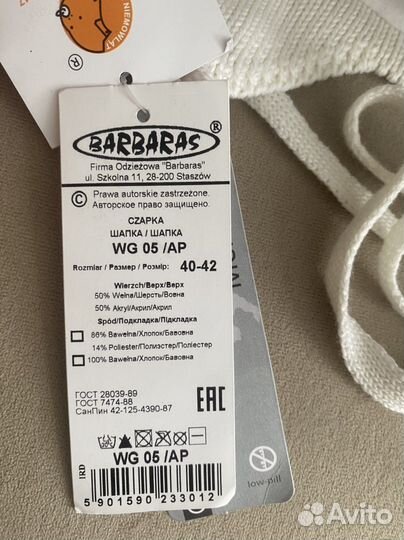 NIEMOWLĄT
®
BARBARAS®
Firma Odzieżowa "Barbaras"
ul. Szkolna 11, 28-200 Staszów
© Prawa autorskie zastrzeżone.
Авторское право защищено.
CZAPKA
ШАПКА / ШАПКА
WG 05 /AP
Rozmiar / Размер / Розмір: 40-42
Wierzch/Верх/Верх
50% Wełna/Шерсть/Вовна
50% Akryl/Акрил/Акрил
Spód/Подкладка/Підкладка
86% Bawełna/Хлопок/Бавовна
14% Poliester/Полиэстер/Поліестер
100% Bawełna/Хлопок/Бавовна
ГОСТ 28039-89
ГОСТ 7474-88
СанПин 42-125-4390-87
EAC
WG 05 /AP
IRD
5 901590 233012
low-pill
Avito